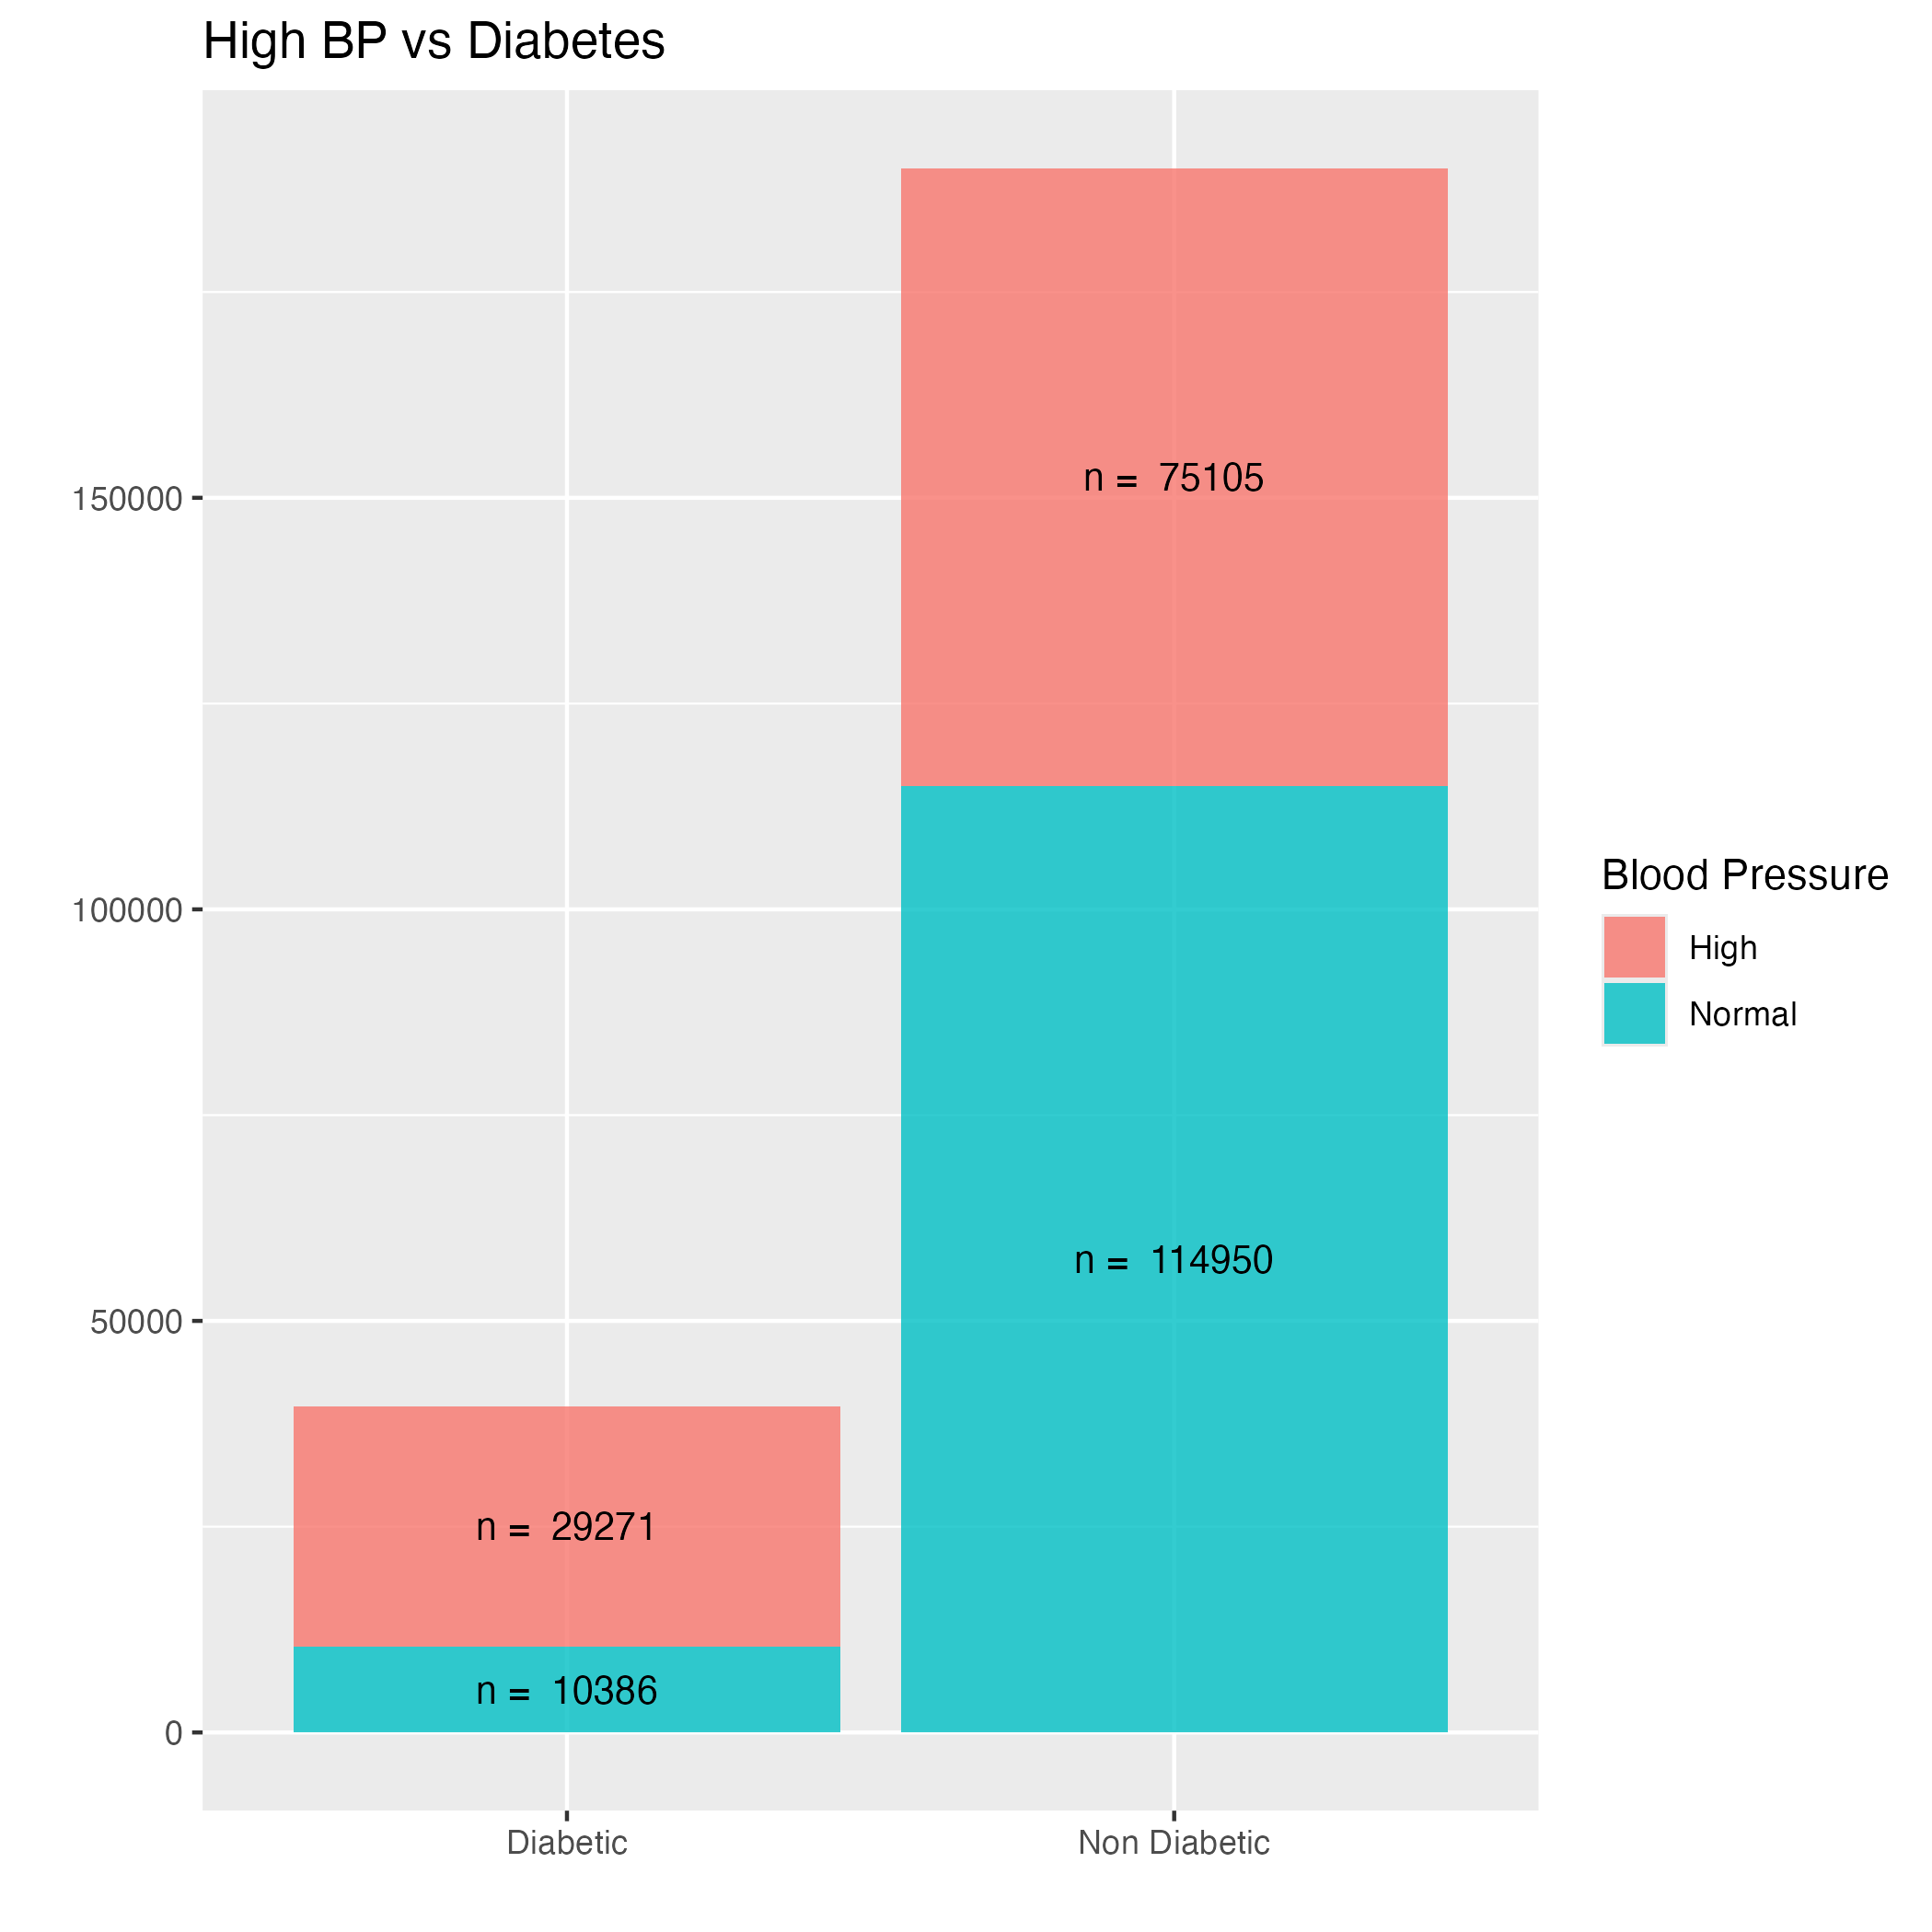 High BP vs Diabetes
150000
100000
50000
0
n = 75105
n = 114950
n = 29271
n = 10386
Diabetic
Non Diabetic
Blood Pressure
High
Normal